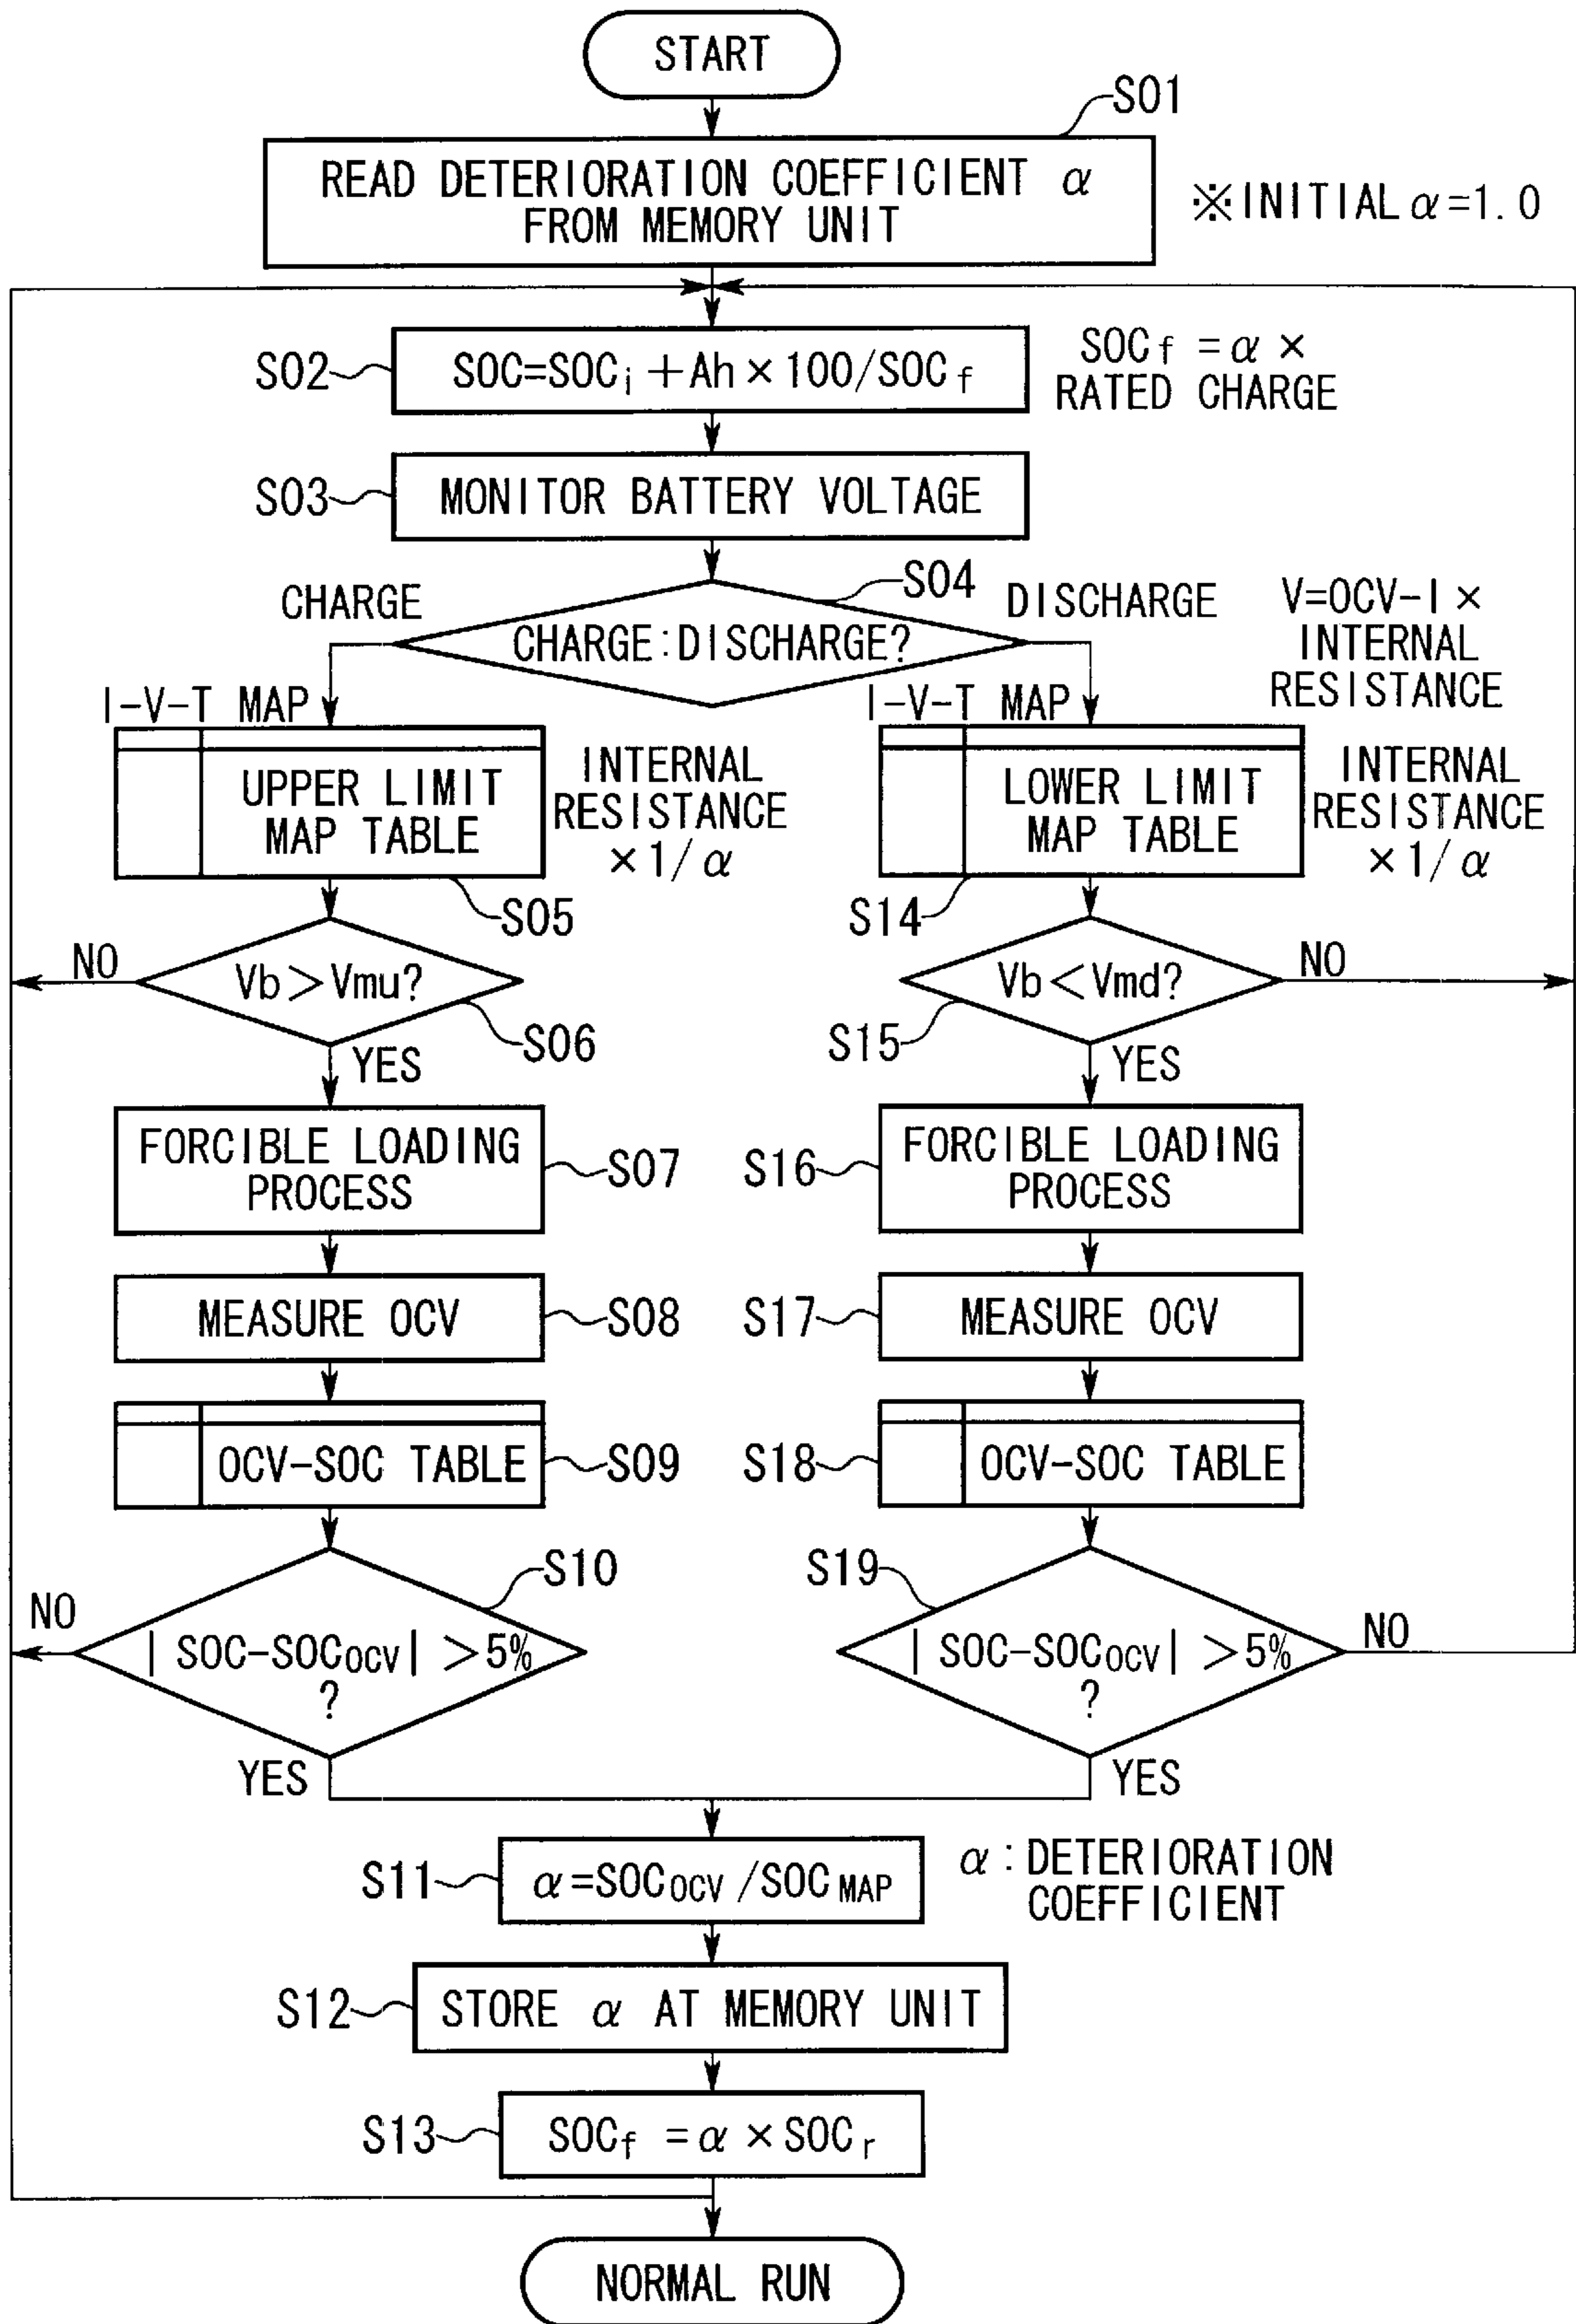 START
S01
READ DETERIORATION COEFFICIENT α
FROM MEMORY UNIT
※INITIAL α=1.0
S02
SOC=SOCi +Ah×100/SOCf
SOCf =α×
RATED CHARGE
S03
MONITOR BATTERY VOLTAGE
S04
CHARGE
CHARGE:DISCHARGE?
DISCHARGE
V=OCV-I×
INTERNAL
RESISTANCE
I-V-T MAP
UPPER LIMIT
MAP TABLE
INTERNAL
RESISTANCE
×1/α
S05
I-V-T MAP
LOWER LIMIT
MAP TABLE
INTERNAL
RESISTANCE
×1/α
S14
NO
Vb>Vmu?
S06
YES
Vb<Vmd?
NO
S15
YES
FORCIBLE LOADING
PROCESS
S07
S16
FORCIBLE LOADING
PROCESS
MEASURE OCV
S08
S17
MEASURE OCV
OCV-SOC TABLE
S09
S18
OCV-SOC TABLE
S10
NO
| SOC-SOCOCV| >5%
?
YES
S19
| SOC-SOCOCV| >5%
?
NO
YES
S11
α=SOCOCV /SOCMAP
α:DETERIORATION
COEFFICIENT
S12
STORE α AT MEMORY UNIT
S13
SOCf =α×SOCr
NORMAL RUN